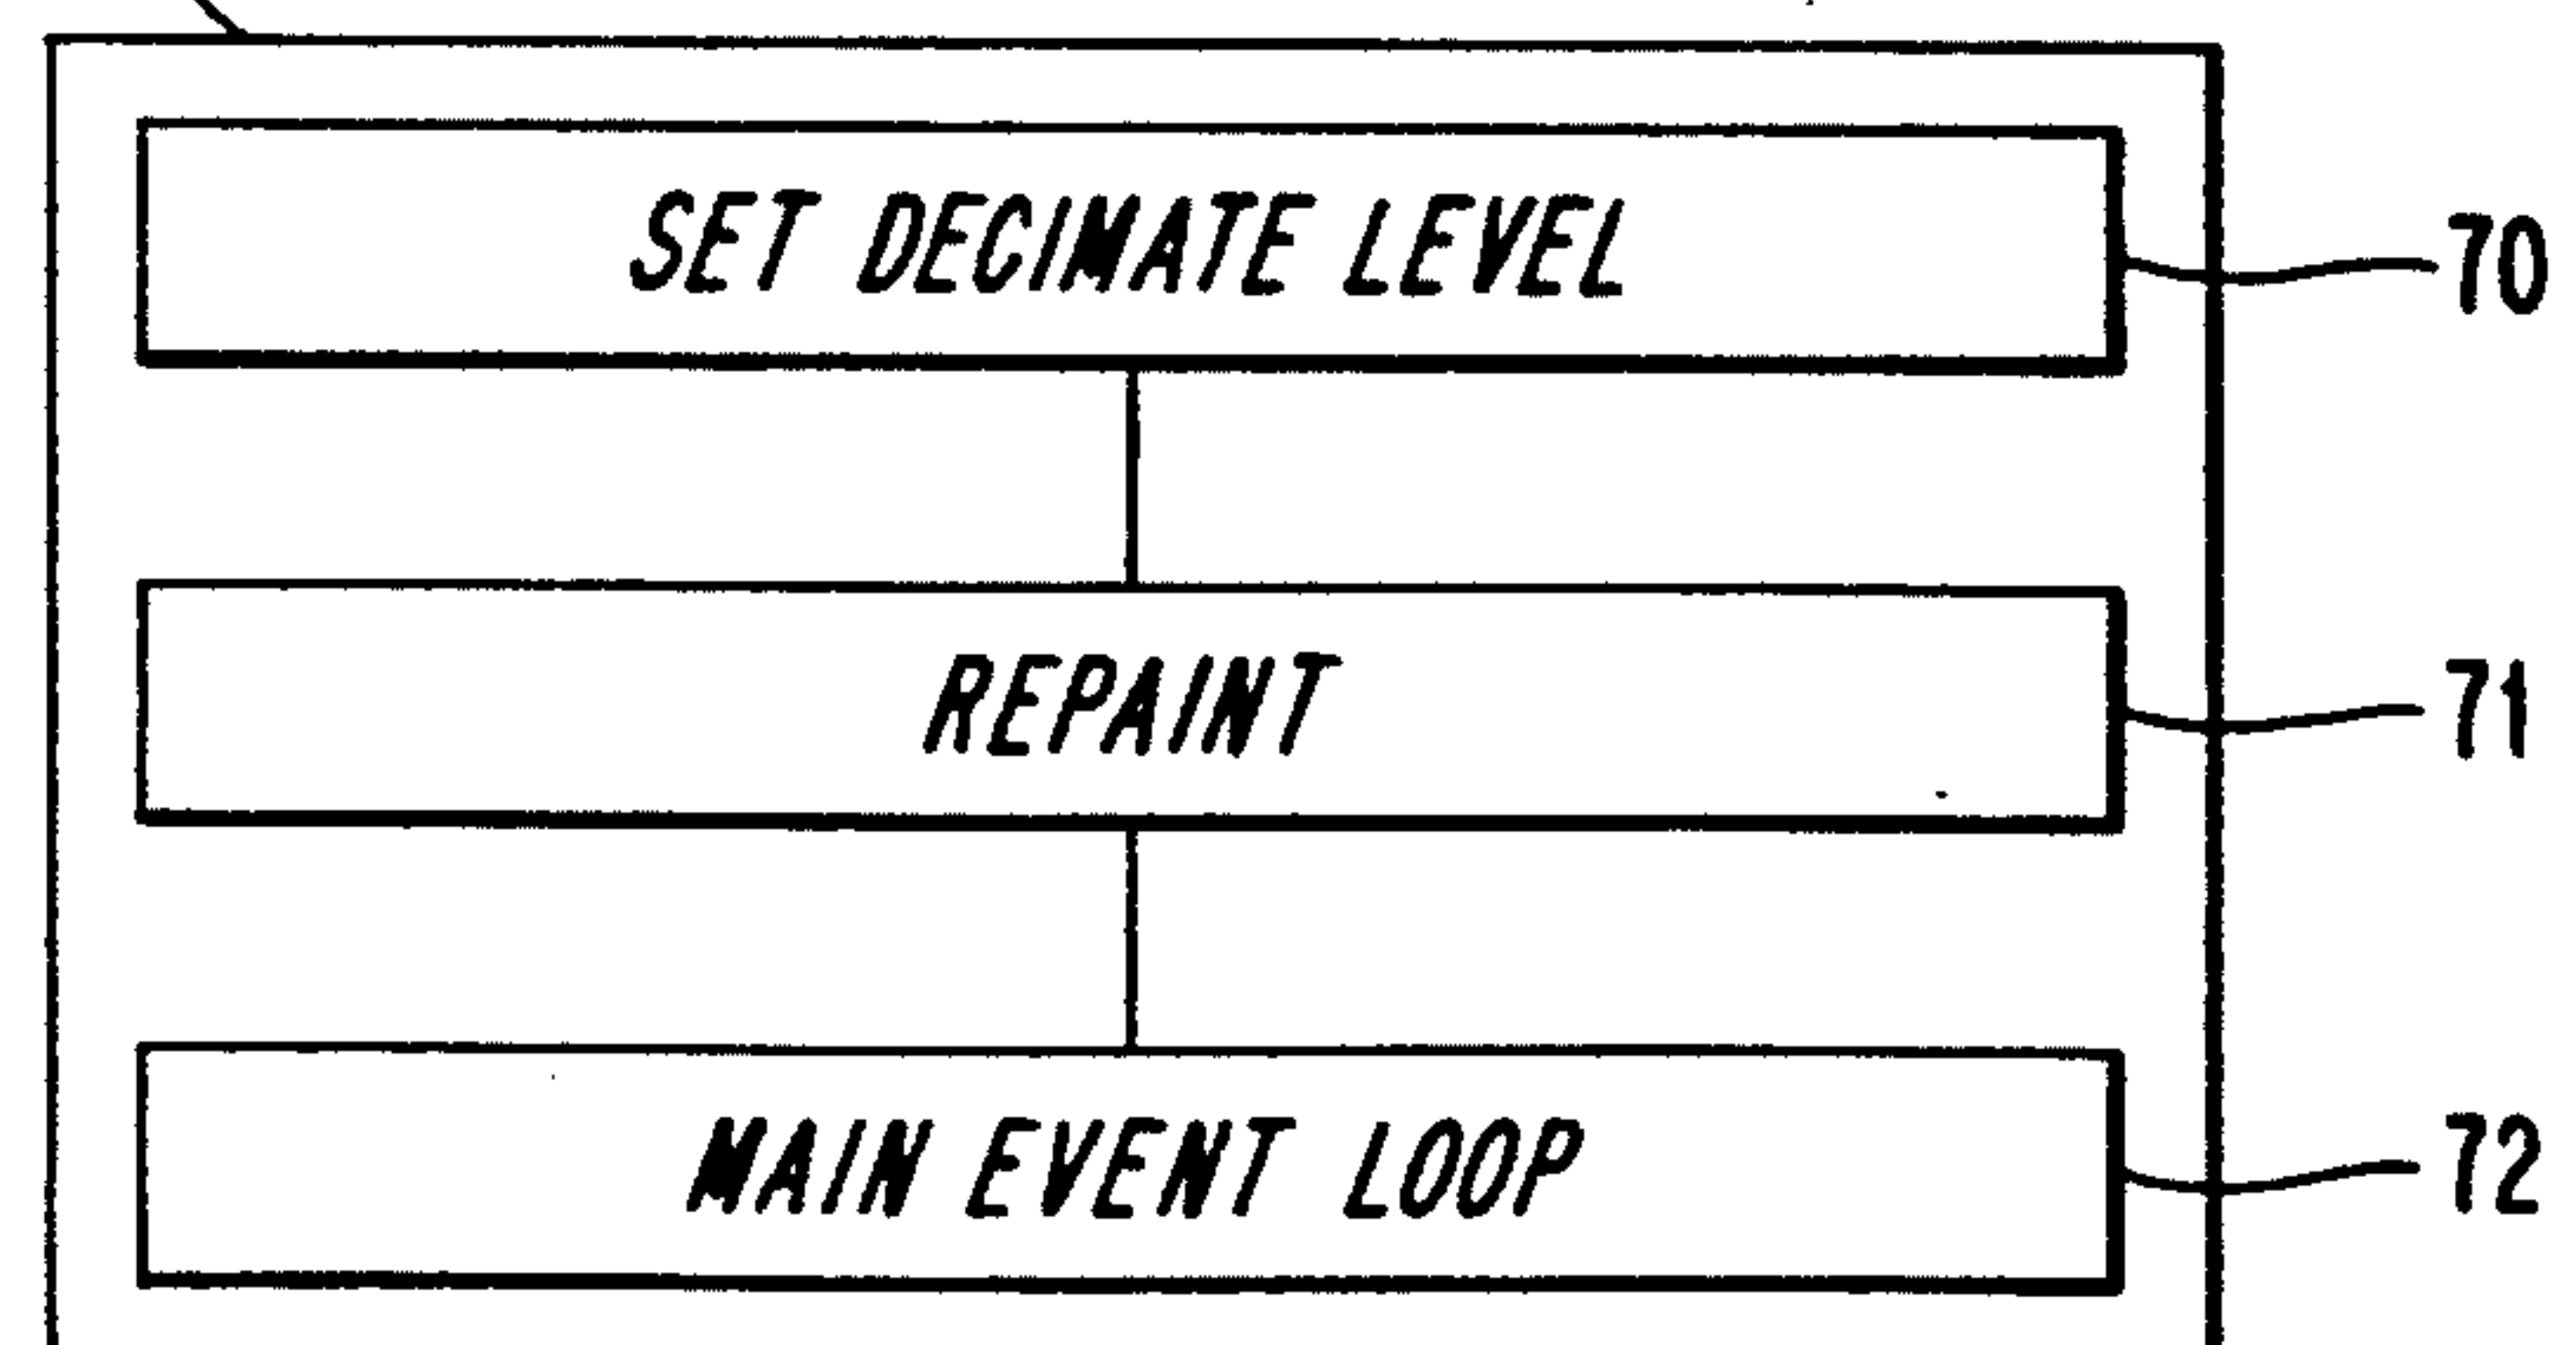 SET DECIMATE LEVEL
70
REPAINT
71
MAIN EVENT LOOP
72